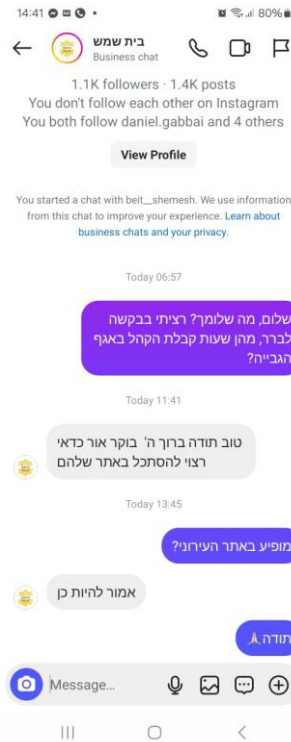 14:41
80%
בית שמש
Business chat
1.1K followers · 1.4K posts
You don't follow each other on Instagram
You both follow daniel.gabbai and 4 others
View Profile
You started a chat with beit__shemesh. We use information
from this chat to improve your experience. Learn about
business chats and your privacy.
Today 06:57
שלום, מה שלומך? רציתי בבקשה
לברר, מהן שעות קבלת הקהל באגף
הגבייה?
Today 11:41
טוב תודה ברוך ה' בוקר אור כדאי
רצוי להסתכל באתר שלהם
Today 13:45
מופיע באתר העירוני?
אמור להיות כן
תודה🙏
Message...